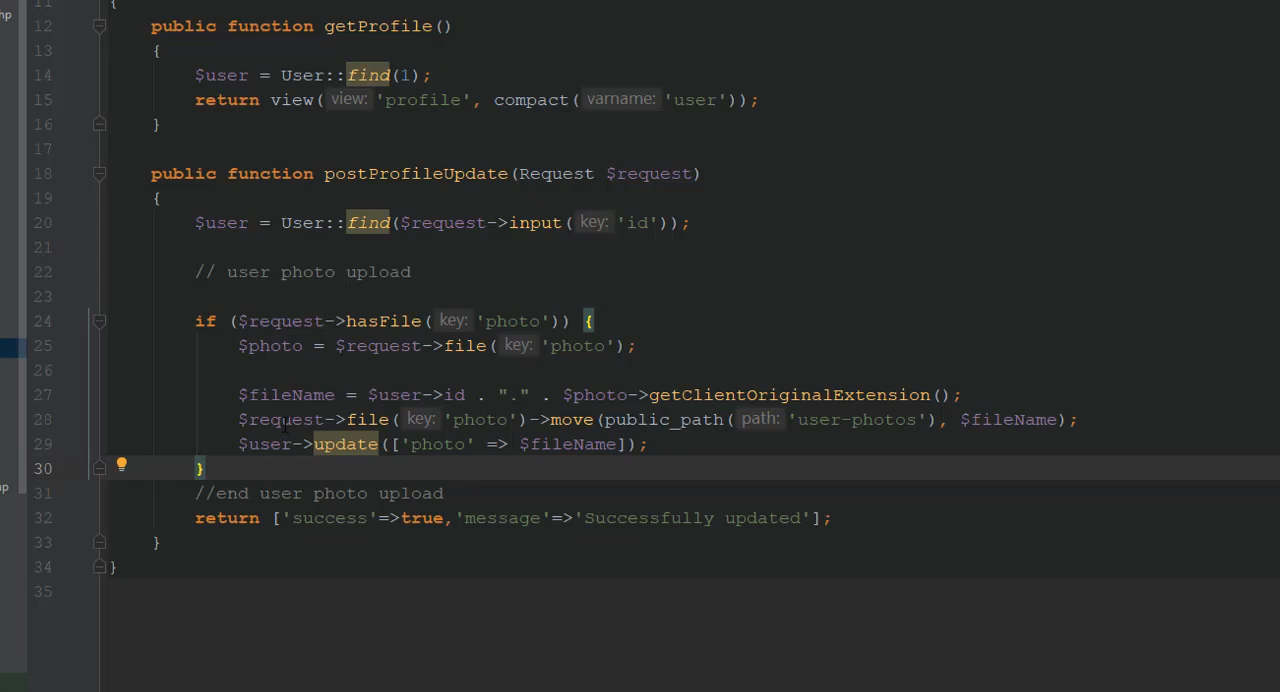 hp
11 {
12 public function getProfile()
13 {
14 $user = User::find(1);
15 return view( view: 'profile', compact( varname: 'user'));
16 }
17
18 public function postProfileUpdate(Request $request)
19 {
20 $user = User::find($request->input( key: 'id'));
21
22 // user photo upload
23
24 if ($request->hasFile( key: 'photo')) {
25 $photo = $request->file( key: 'photo');
26
27 $fileName = $user->id . "." . $photo->getClientOriginalExtension();
28 $request->file( key: 'photo')->move(public_path( path: 'user-photos'), $fileName);
29 $user->update(['photo' => $fileName]);
30 }
hp
31 //end user photo upload
32 return ['success'=>true,'message'=>'Successfully updated'];
33 }
34 }
35